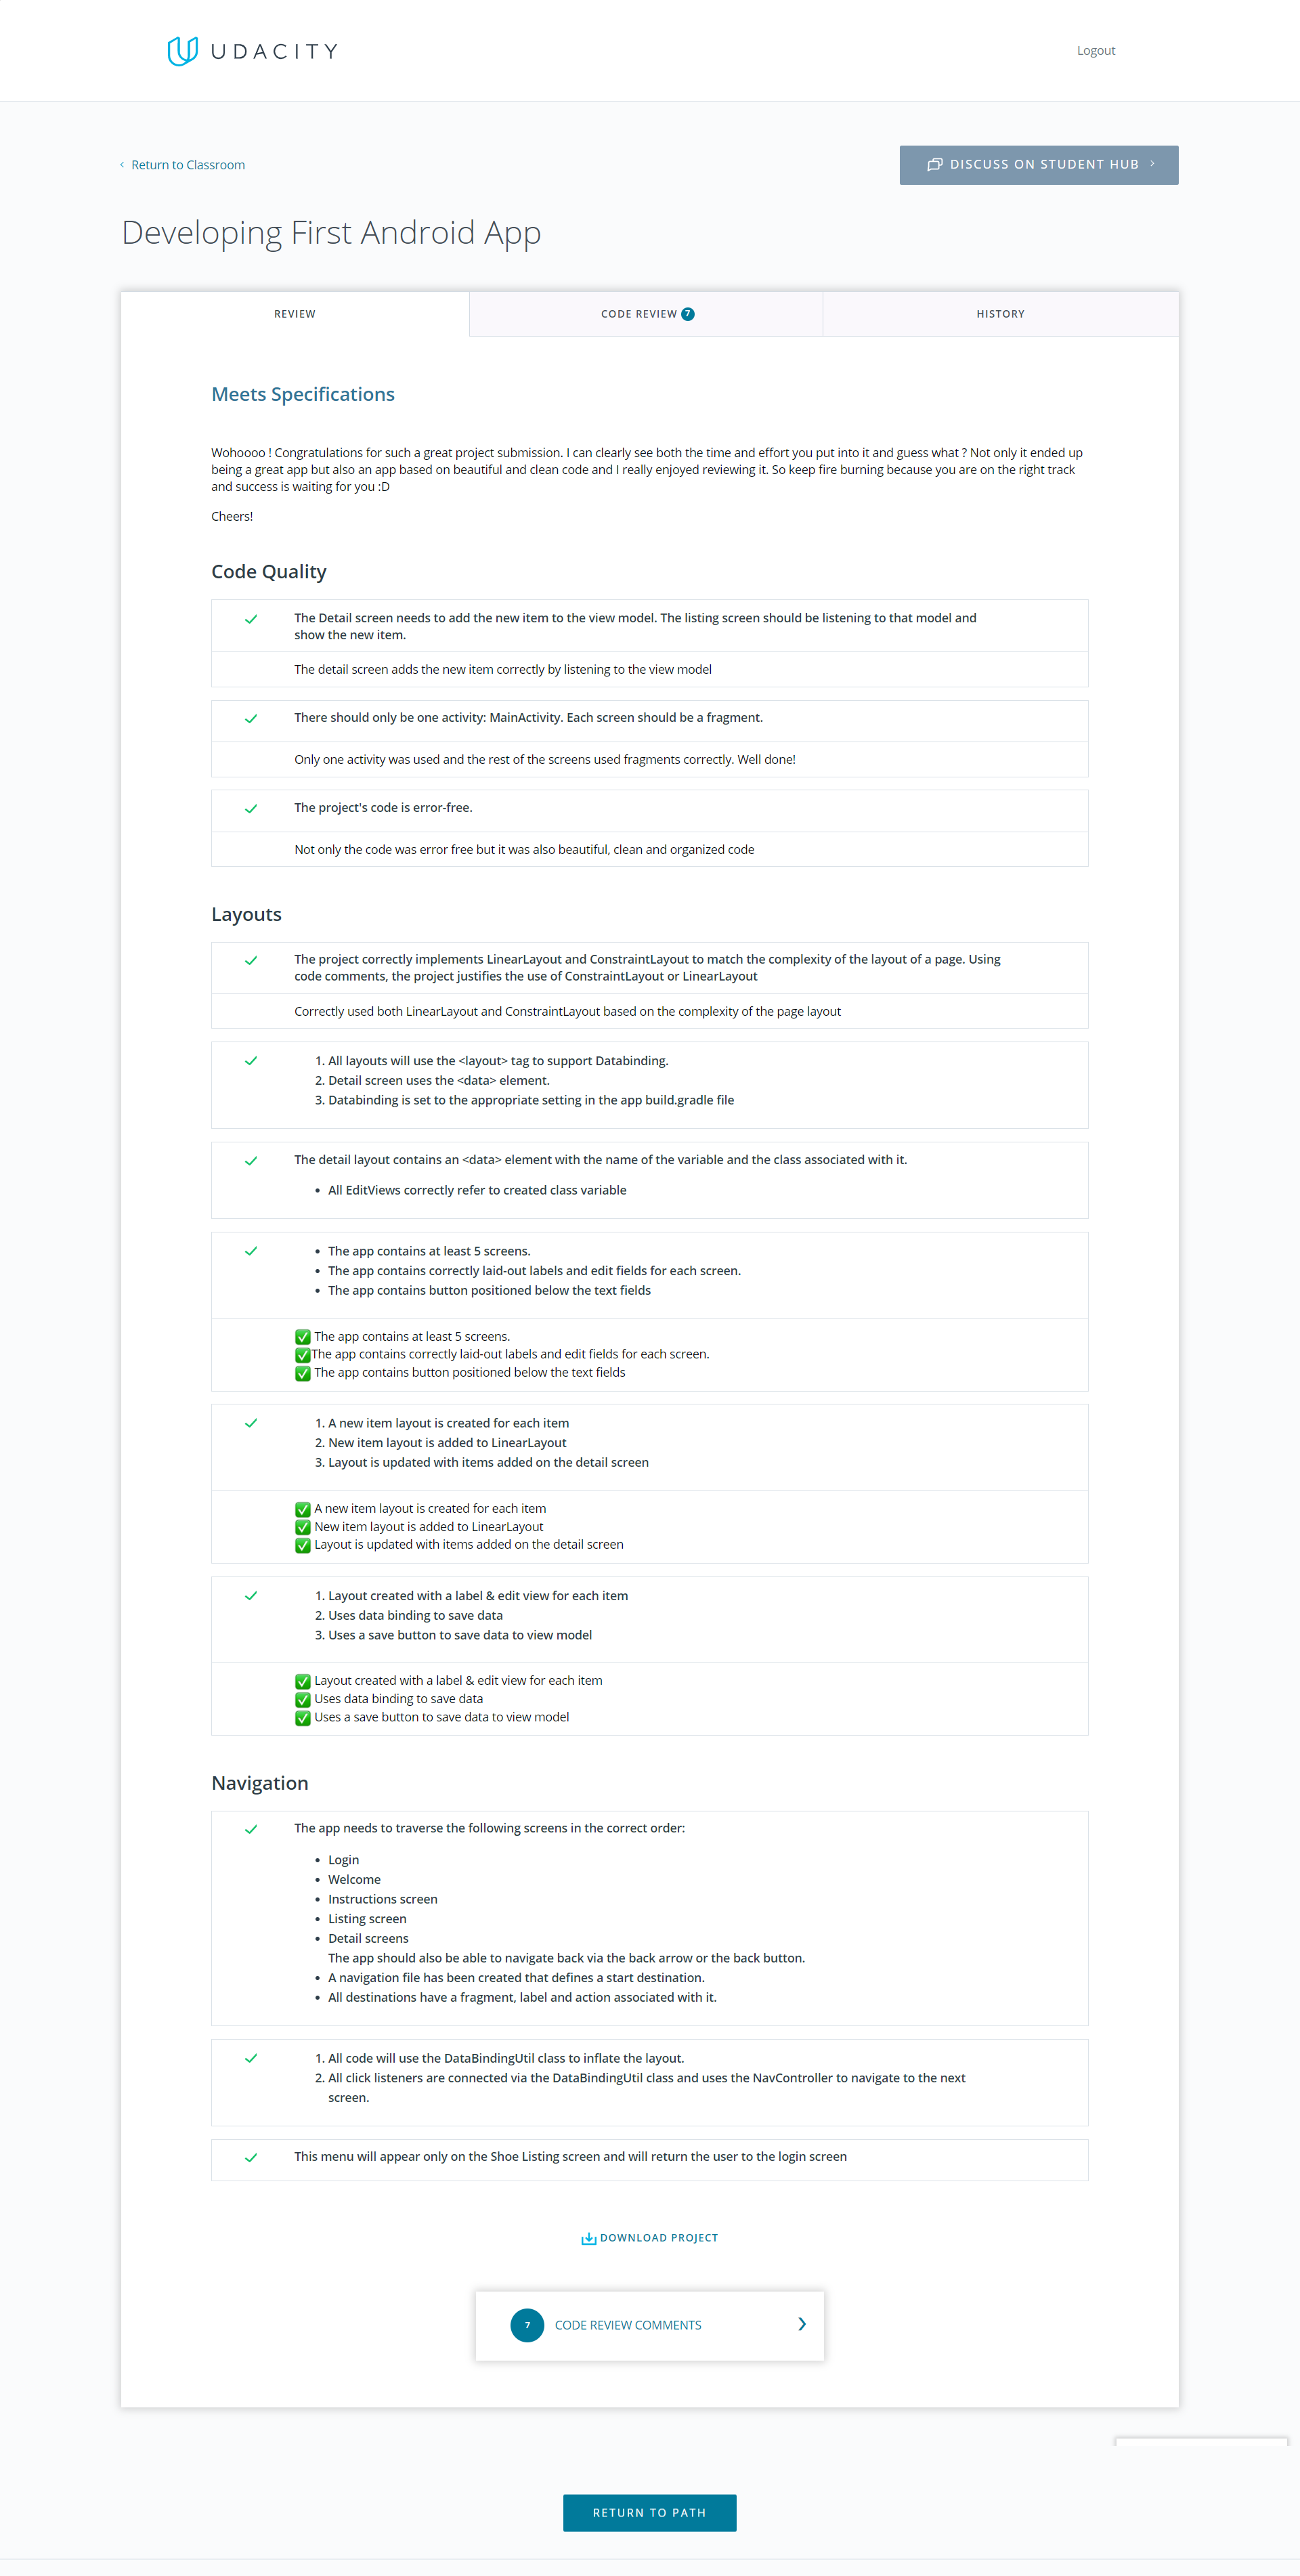 UDACITY
Logout
Return to Classroom
DISCUSS ON STUDENT HUB
Developing First Android App
REVIEW
CODE REVIEW 7
HISTORY
Meets Specifications
Wohoooo ! Congratulations for such a great project submission. I can clearly see both the time and effort you put into it and guess what ? Not only it ended up
being a great app but also an app based on beautiful and clean code and I really enjoyed reviewing it. So keep fire burning because you are on the right track
and success is waiting for you :D
Cheers!
Code Quality
The Detail screen needs to add the new item to the view model. The listing screen should be listening to that model and
show the new item.
The detail screen adds the new item correctly by listening to the view model
There should only be one activity: MainActivity. Each screen should be a fragment.
Only one activity was used and the rest of the screens used fragments correctly. Well done!
The project's code is error-free.
Not only the code was error free but it was also beautiful, clean and organized code
Layouts
The project correctly implements LinearLayout and ConstraintLayout to match the complexity of the layout of a page. Using
code comments, the project justifies the use of ConstraintLayout or LinearLayout
Correctly used both LinearLayout and ConstraintLayout based on the complexity of the page layout
1. All layouts will use the <layout> tag to support Databinding.
2. Detail screen uses the <data> element.
3. Databinding is set to the appropriate setting in the app build.gradle file
The detail layout contains an <data> element with the name of the variable and the class associated with it.
• All EditViews correctly refer to created class variable
• The app contains at least 5 screens.
• The app contains correctly laid-out labels and edit fields for each screen.
• The app contains button positioned below the text fields
✅ The app contains at least 5 screens.
✅The app contains correctly laid-out labels and edit fields for each screen.
✅ The app contains button positioned below the text fields
1. A new item layout is created for each item
2. New item layout is added to LinearLayout
3. Layout is updated with items added on the detail screen
✅ A new item layout is created for each item
✅ New item layout is added to LinearLayout
✅ Layout is updated with items added on the detail screen
1. Layout created with a label & edit view for each item
2. Uses data binding to save data
3. Uses a save button to save data to view model
✅ Layout created with a label & edit view for each item
✅ Uses data binding to save data
✅ Uses a save button to save data to view model
Navigation
The app needs to traverse the following screens in the correct order:
• Login
• Welcome
• Instructions screen
• Listing screen
• Detail screens
The app should also be able to navigate back via the back arrow or the back button.
• A navigation file has been created that defines a start destination.
• All destinations have a fragment, label and action associated with it.
1. All code will use the DataBindingUtil class to inflate the layout.
2. All click listeners are connected via the DataBindingUtil class and uses the NavController to navigate to the next
screen.
This menu will appear only on the Shoe Listing screen and will return the user to the login screen
DOWNLOAD PROJECT
7 CODE REVIEW COMMENTS
RETURN TO PATH